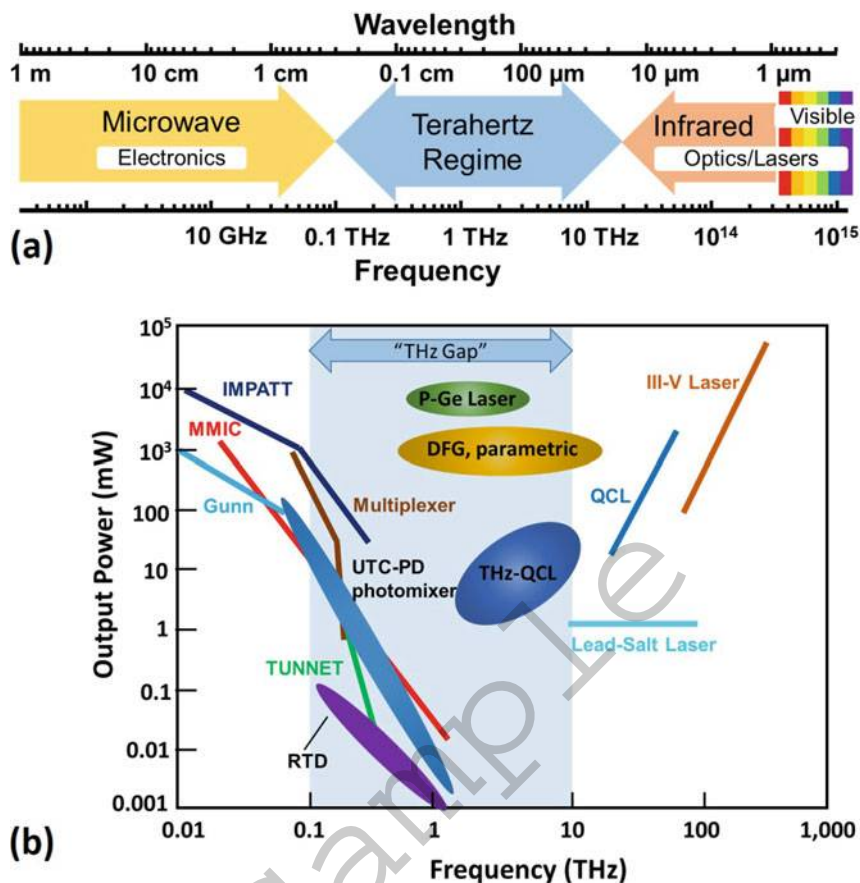 Wavelength
1 m 10 cm 1 cm 0.1 cm 100 µm 10 µm 1 µm
Microwave
Electronics
Terahertz
Regime
Infrared
Visible
Optics/Lasers
10 GHz 0.1 THz 1 THz 10 THz 10¹⁴ 10¹⁵
(a)
Frequency
10⁵
10⁴
10³
100
10
1
0.1
0.01
0.001
Output Power (mW)
"THz Gap"
IMPATT
P-Ge Laser
III-V Laser
MMIC
DFG, parametric
Gunn
Multiplexer
QCL
UTC-PD
photomixer
THz-QCL
TUNNET
Lead-Salt Laser
RTD
0.01 0.1 1 10 100 1,000
(b)
Frequency (THz)
sample